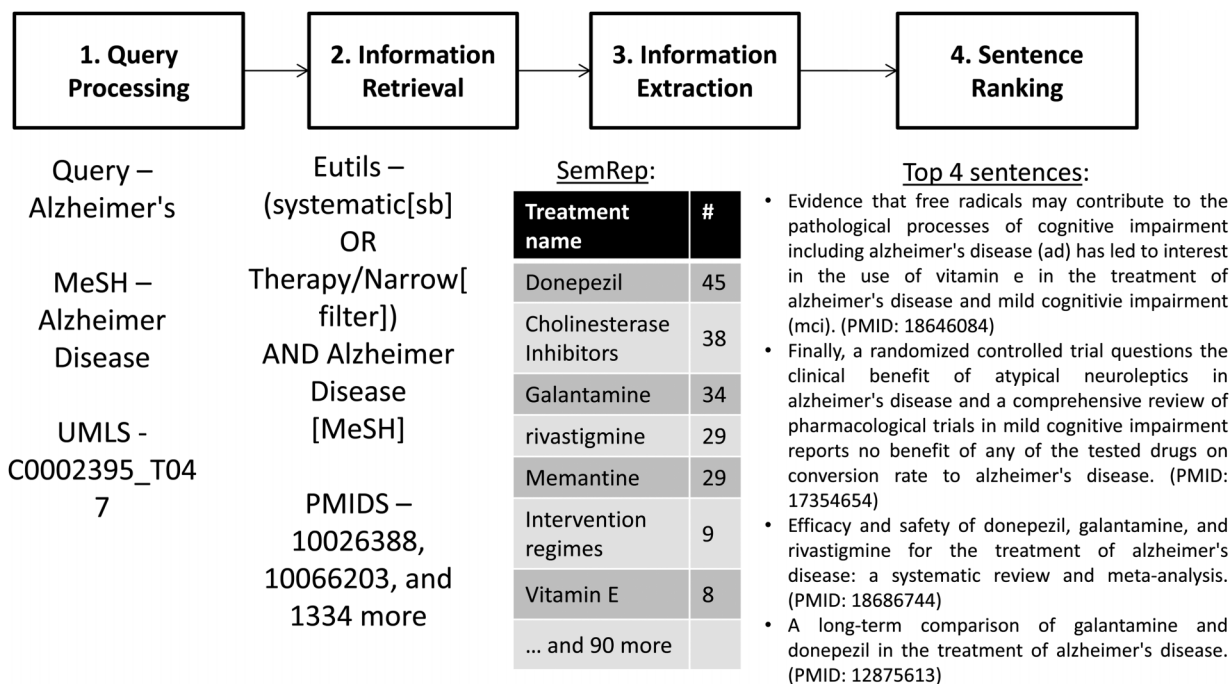 1. Query
Processing
2. Information
Retrieval
3. Information
Extraction
4. Sentence
Ranking
Query –
Alzheimer's
MeSH –
Alzheimer
Disease
UMLS -
C0002395_T04
7
Eutils –
(systematic[sb]
OR
Therapy/Narrow[
filter])
AND Alzheimer
Disease
[MeSH]
PMIDS –
10026388,
10066203, and
1334 more
SemRep:
Treatment
name
#
Donepezil 45
Cholinesterase
Inhibitors
38
Galantamine 34
rivastigmine 29
Memantine 29
Intervention
regimes
9
Vitamin E 8
... and 90 more
Top 4 sentences:
• Evidence that free radicals may contribute to the
pathological processes of cognitive impairment
including alzheimer's disease (ad) has led to interest
in the use of vitamin e in the treatment of
alzheimer's disease and mild cognitivie impairment
(mci). (PMID: 18646084)
• Finally, a randomized controlled trial questions the
clinical benefit of atypical neuroleptics in
alzheimer's disease and a comprehensive review of
pharmacological trials in mild cognitive impairment
reports no benefit of any of the tested drugs on
conversion rate to alzheimer's disease. (PMID:
17354654)
• Efficacy and safety of donepezil, galantamine, and
rivastigmine for the treatment of alzheimer's
disease: a systematic review and meta-analysis.
(PMID: 18686744)
• A long-term comparison of galantamine and
donepezil in the treatment of alzheimer's disease.
(PMID: 12875613)